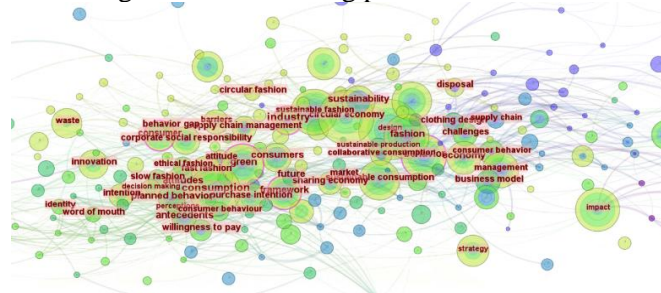 circular fashion
disposal
sustainability
sustainable fashion
circular economy
industry
waste
barriers
behavior gap
supply chain management
consumer
corporate social responsibility
design
fashion
clothing design
supply chain
challenges
sustainable production
collaborative consumption
economy
consumer behavior
innovation
attitude
ethical fashion
fast fashion
green
consumers
management
slow fashion
future
market
sharing economy
business model
decision making
consumption
framework
intention
planned behavior
purchase intention
identity
word of mouth
consumer behaviour
antecedents
willingness to pay
impact
strategy